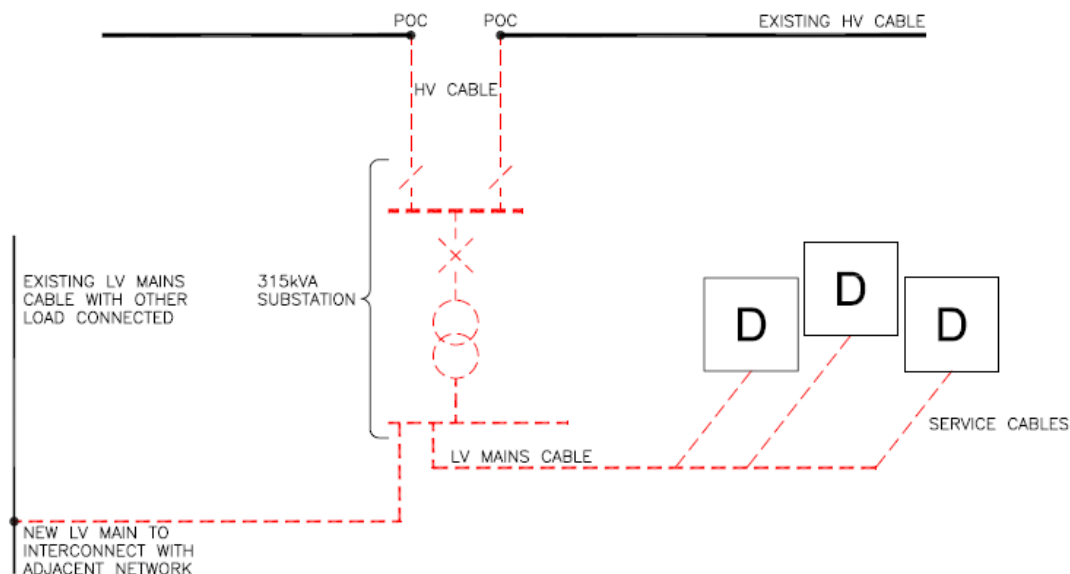 POC
POC
EXISTING HV CABLE
HV CABLE
EXISTING LV MAINS
CABLE WITH OTHER
LOAD CONNECTED
315kVA
SUBSTATION
D
D
D
SERVICE CABLES
LV MAINS CABLE
NEW LV MAIN TO
INTERCONNECT WITH
ADJACENT NETWORK